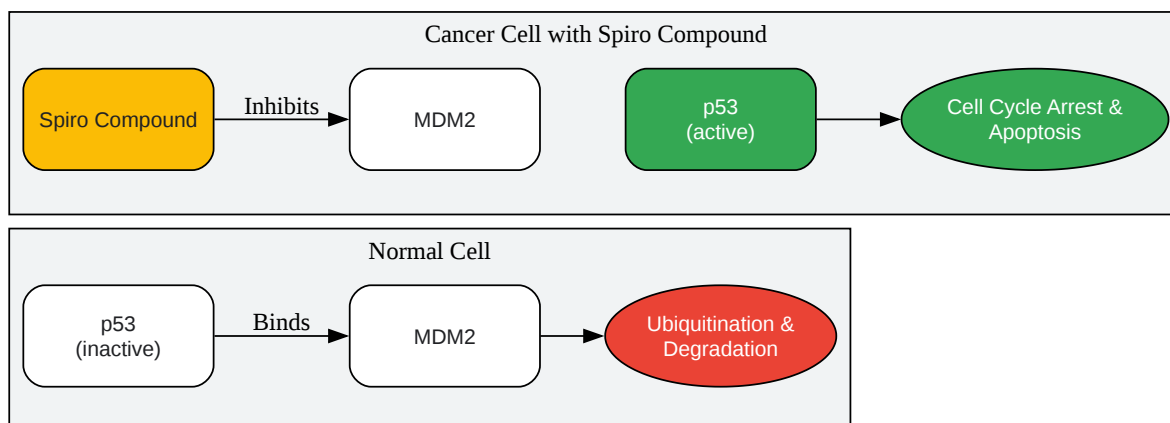 Cancer Cell with Spiro Compound
Spiro Compound
Inhibits
MDM2
p53
(active)
Cell Cycle Arrest &
Apoptosis
Normal Cell
p53
(inactive)
Binds
MDM2
Ubiquitination &
Degradation